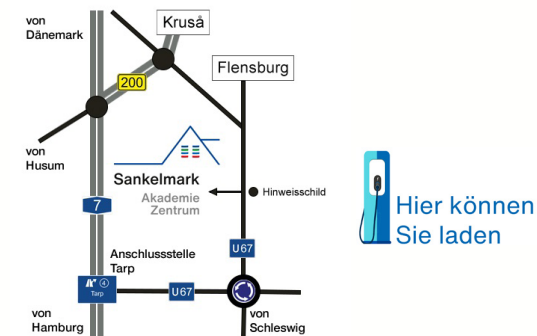 von
Dänemark
Kruså
Flensburg
200
von
Husum
Sankelmark
Akademie
Zentrum
Hinweisschild
7
Hier können
Sie laden
U67
Anschlussstelle
Tarp
4
Tarp
U67
von
Hamburg
von
Schleswig